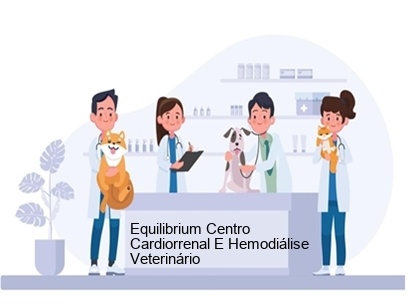 Equilibrium Centro
Cardiorrenal E Hemodiálise
Veterinário